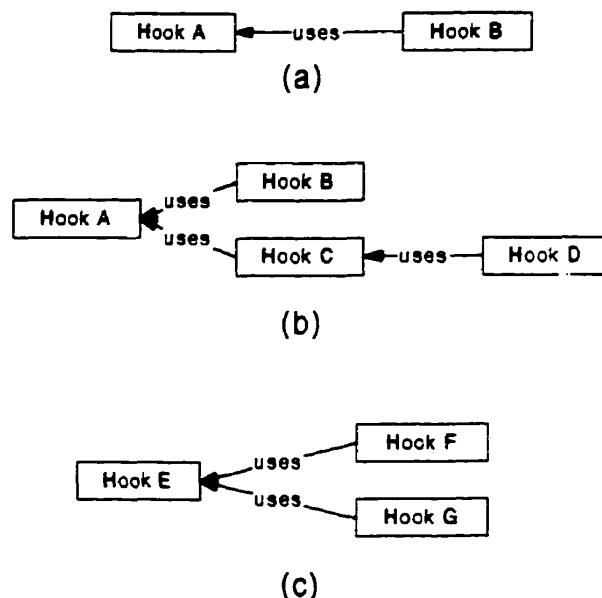 Hook A uses Hook B
(a)
Hook B
uses
Hook A
uses
Hook C uses Hook D
(b)
Hook F
uses
Hook E
uses
Hook G
(c)